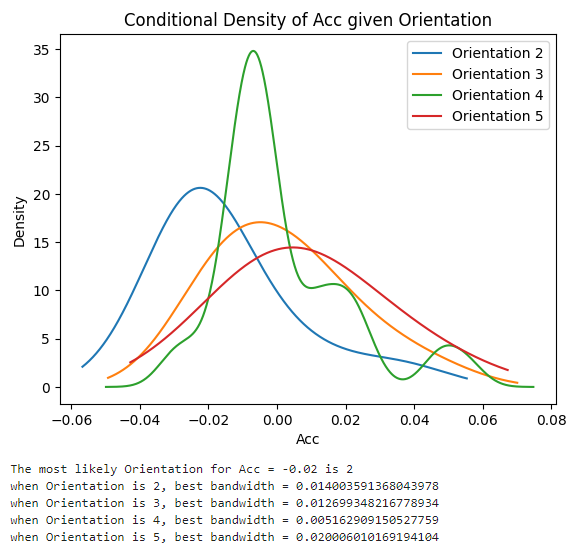 Conditional Density of Acc given Orientation
35
30
25
20
15
10
5
0
Density
Orientation 2
Orientation 3
Orientation 4
Orientation 5
−0.06 −0.04 −0.02 0.00 0.02 0.04 0.06 0.08
Acc
The most likely Orientation for Acc = -0.02 is 2
when Orientation is 2, best bandwidth = 0.014003591368043978
when Orientation is 3, best bandwidth = 0.012699348216778934
when Orientation is 4, best bandwidth = 0.005162909150527759
when Orientation is 5, best bandwidth = 0.020006010169194104